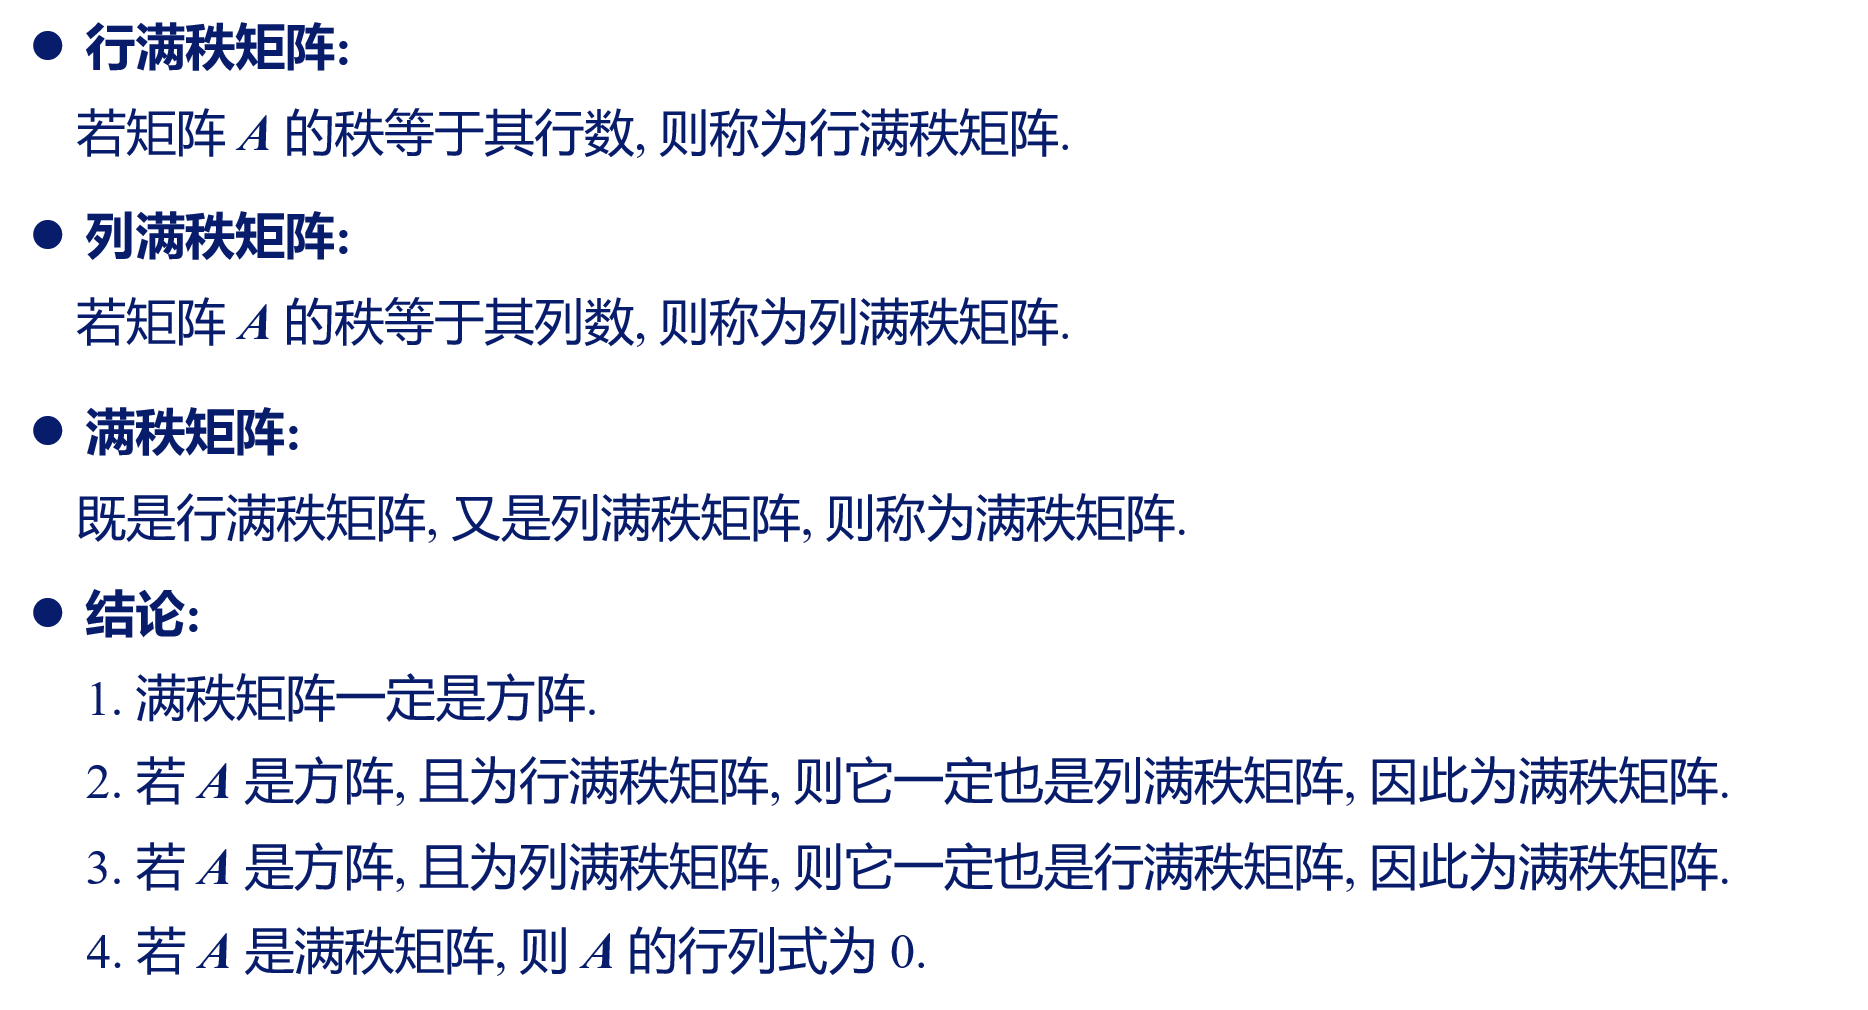 ● 行满秩矩阵:
若矩阵 A 的秩等于其行数, 则称为行满秩矩阵.
● 列满秩矩阵:
若矩阵 A 的秩等于其列数, 则称为列满秩矩阵.
● 满秩矩阵:
既是行满秩矩阵, 又是列满秩矩阵, 则称为满秩矩阵.
● 结论:
1. 满秩矩阵一定是方阵.
2. 若 A 是方阵, 且为行满秩矩阵, 则它一定也是列满秩矩阵, 因此为满秩矩阵.
3. 若 A 是方阵, 且为列满秩矩阵, 则它一定也是行满秩矩阵, 因此为满秩矩阵.
4. 若 A 是满秩矩阵, 则 A 的行列式为 0.